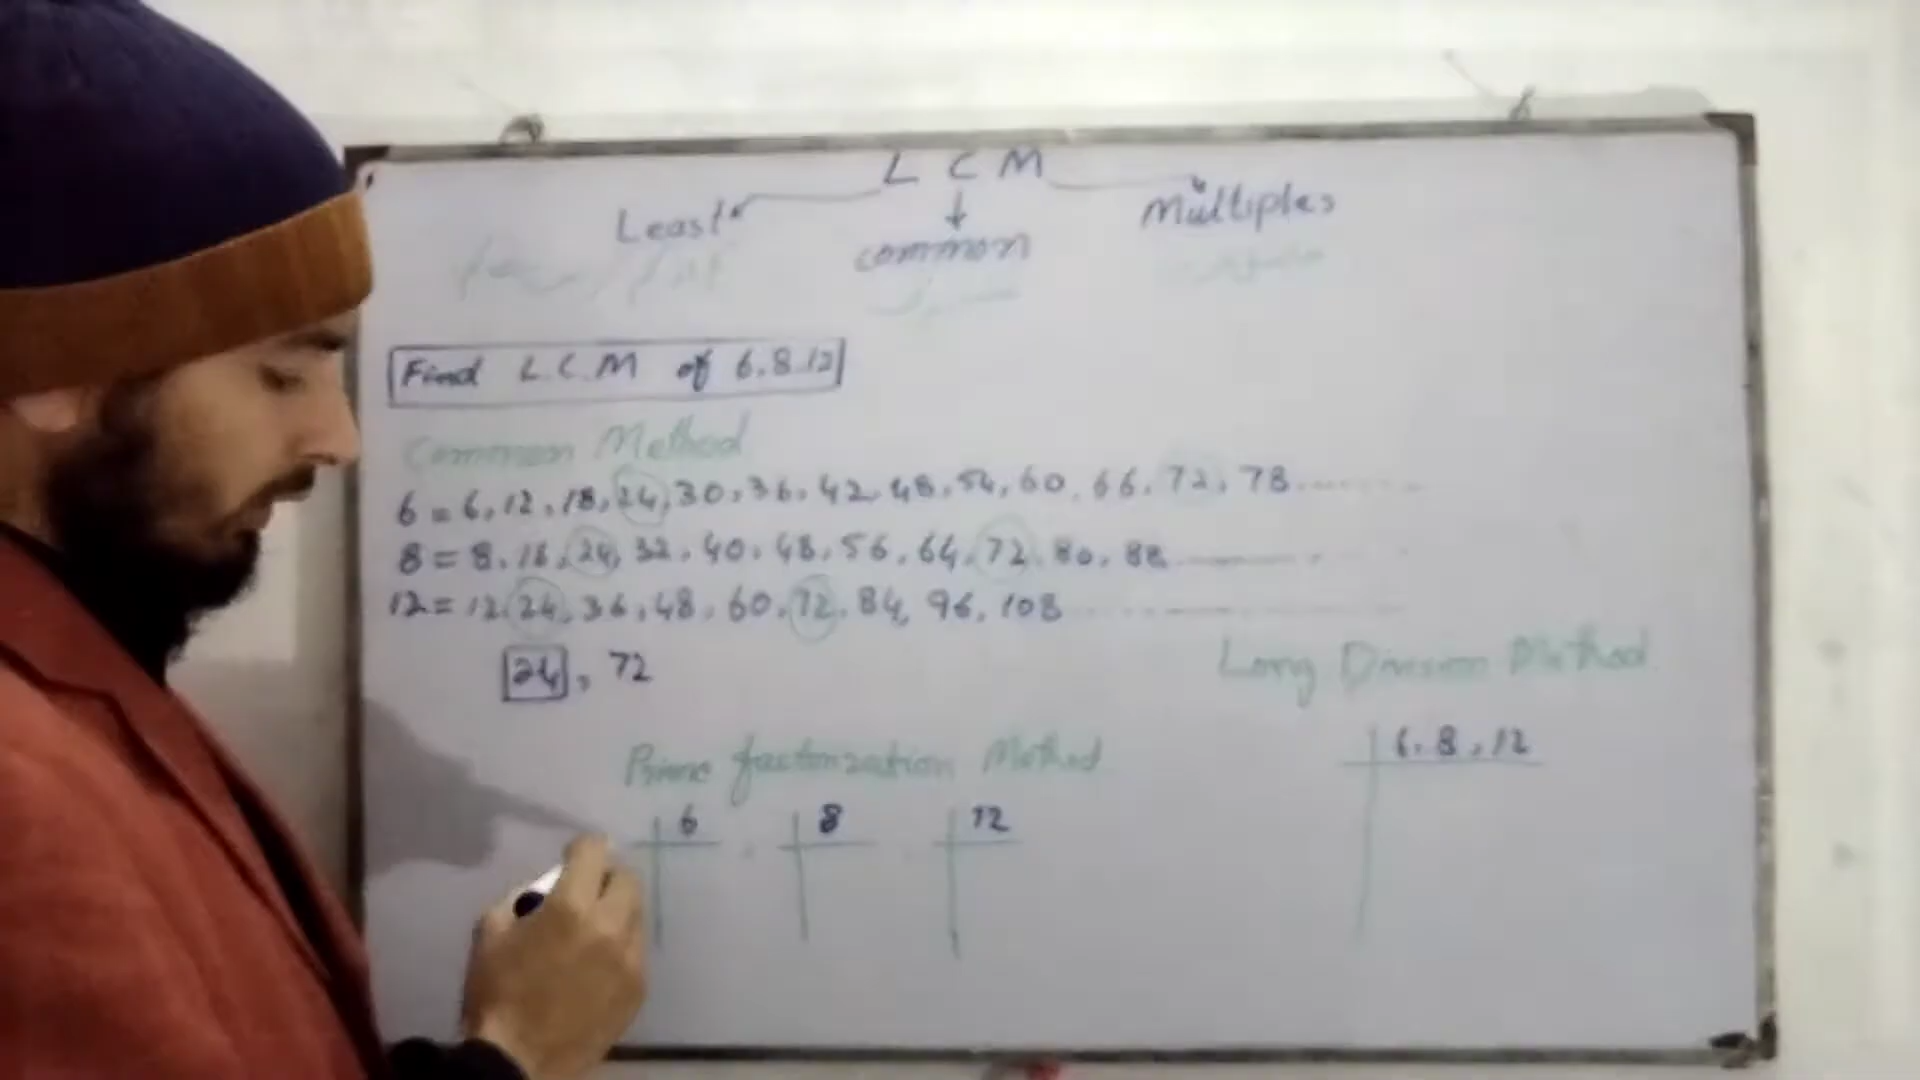 L C M
Least common Multiples
Find L.C.M of 6.8.12
Common Method
6 = 6, 12, 18, 24, 30, 36, 42, 48, 54, 60, 66, 72, 78
8 = 8, 16, 24, 32, 40, 48, 56, 64, 72, 80, 88
12 = 12, 24, 36, 48, 60, 72, 84, 96, 108
24, 72
Long Division Method
6, 8, 12
Prime factorization Method
6 8 12